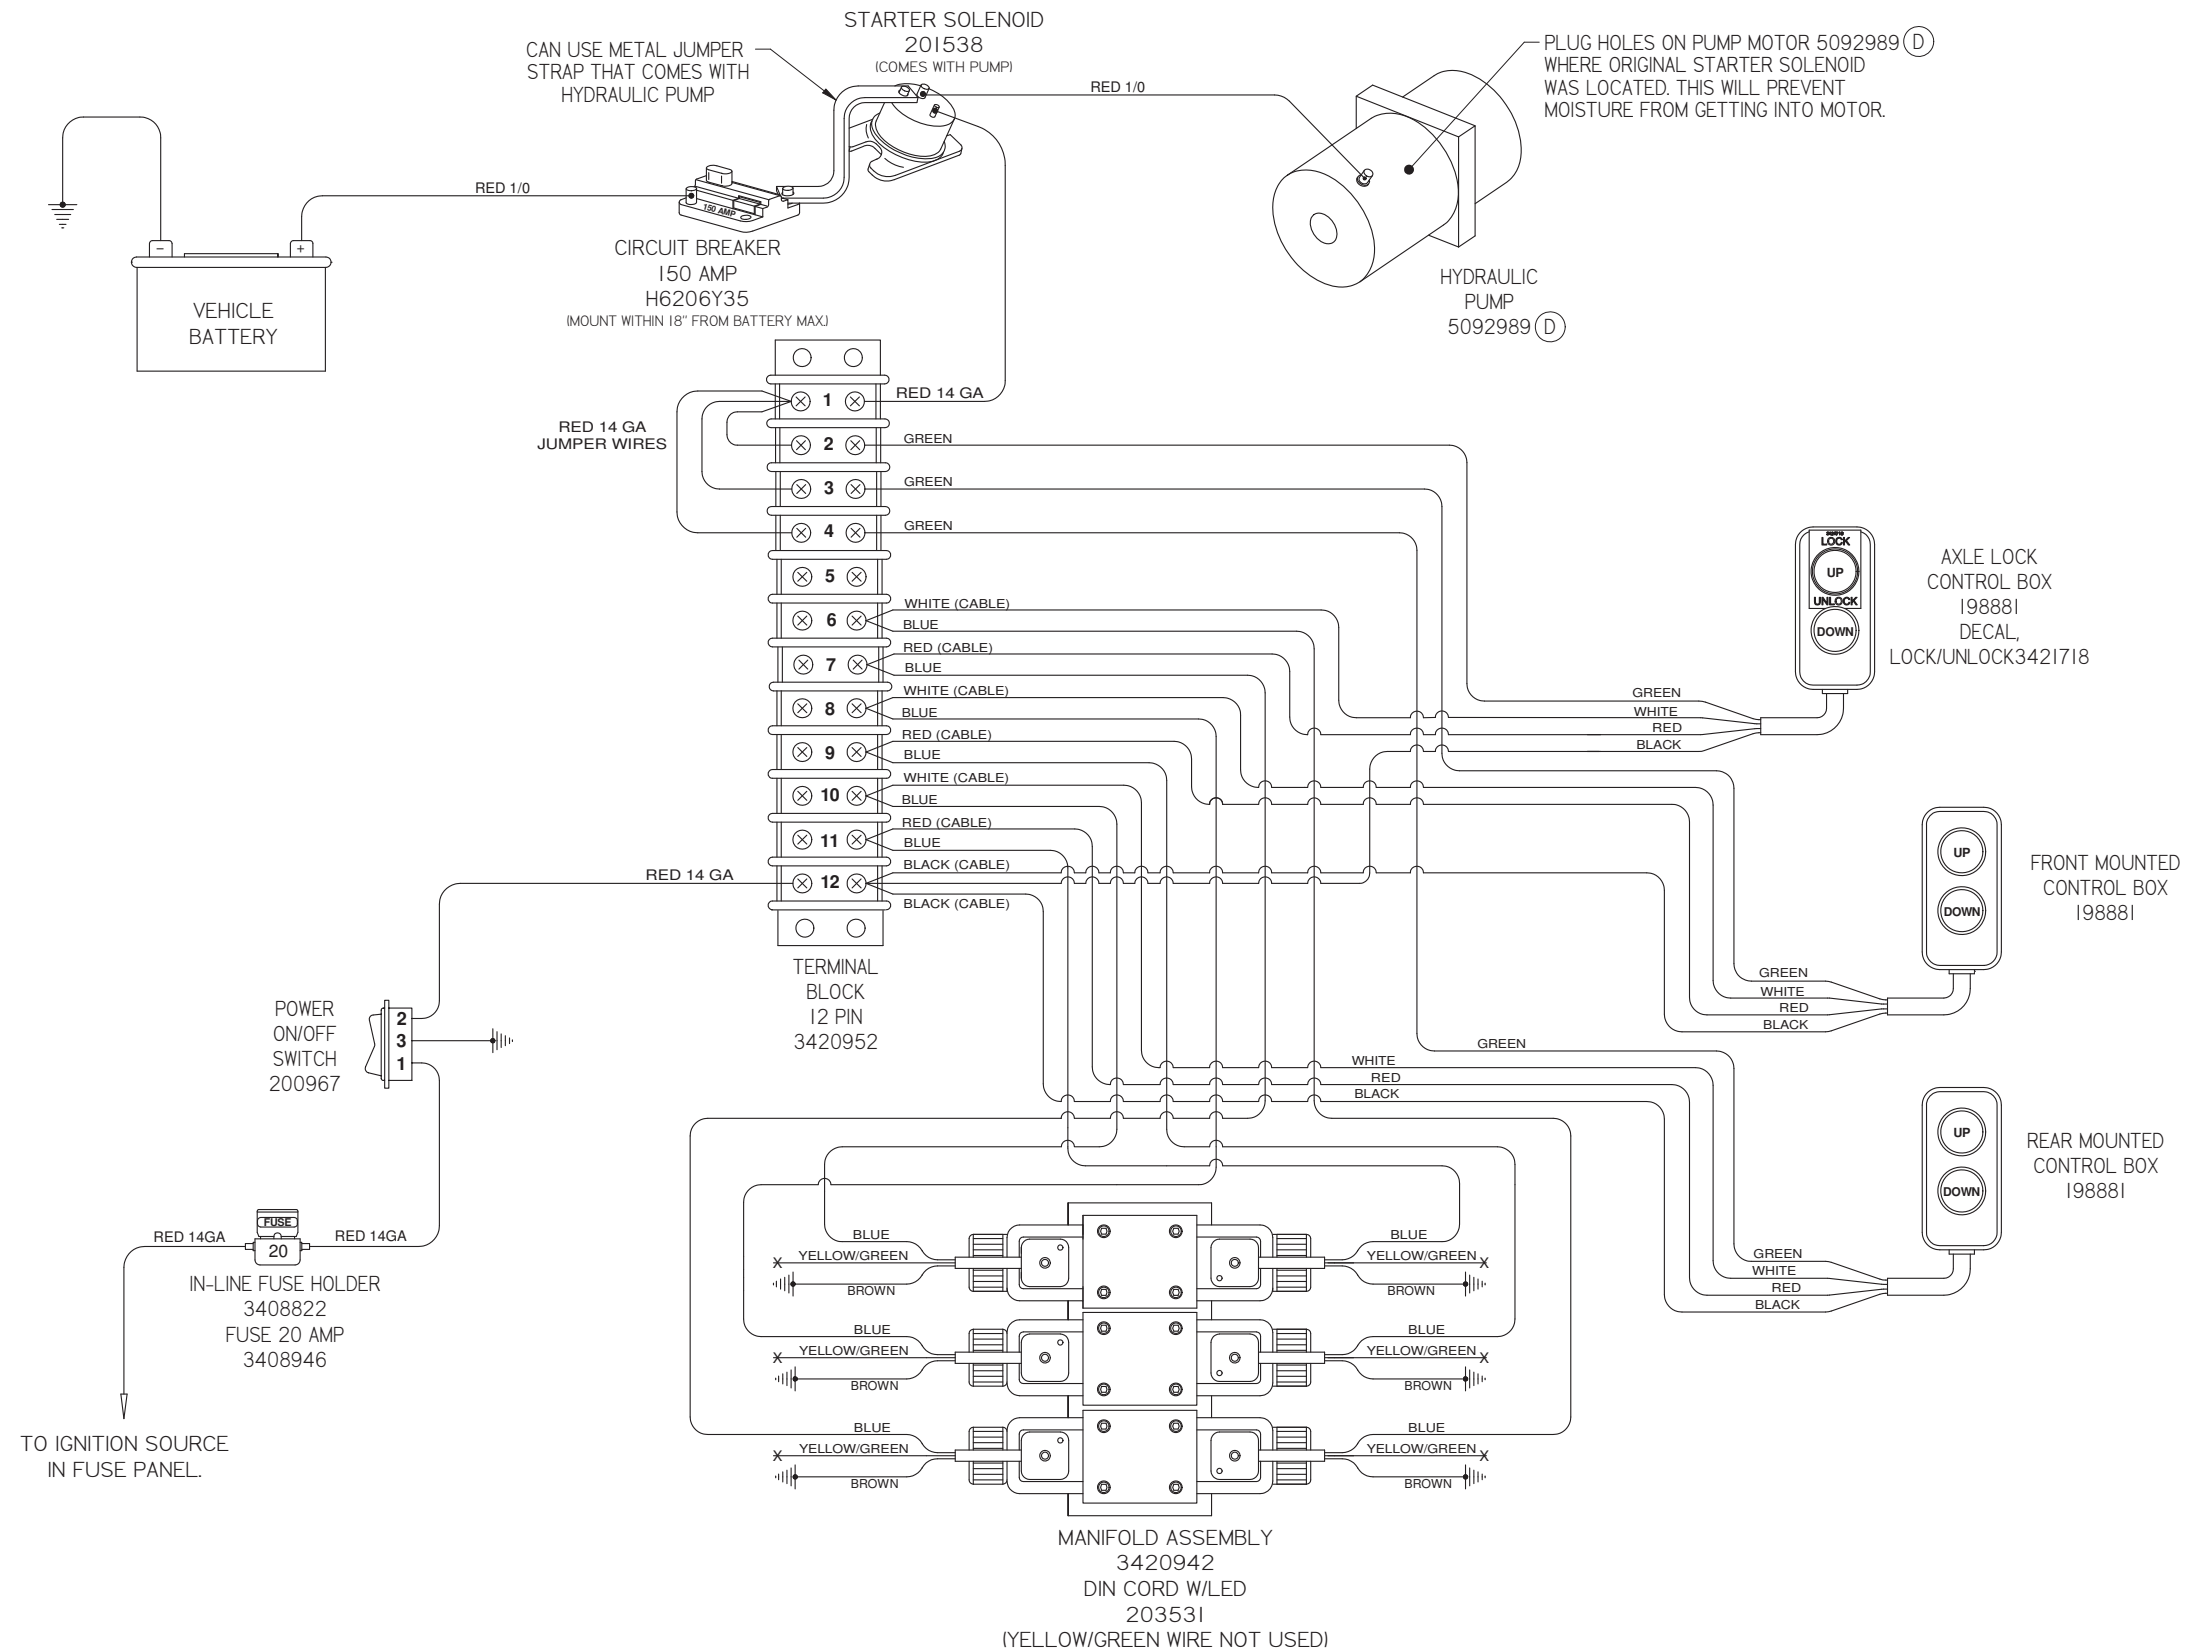 STARTER SOLENOID
201538
(COMES WITH PUMP)
CAN USE METAL JUMPER
STRAP THAT COMES WITH
HYDRAULIC PUMP
PLUG HOLES ON PUMP MOTOR 5092989 D
WHERE ORIGINAL STARTER SOLENOID
WAS LOCATED. THIS WILL PREVENT
MOISTURE FROM GETTING INTO MOTOR.
RED 1/0
RED 1/0
150 AMP
CIRCUIT BREAKER
150 AMP
H6206Y35
(MOUNT WITHIN 18" FROM BATTERY MAX.)
HYDRAULIC
PUMP
5092989 D
−
+
VEHICLE
BATTERY
RED 14 GA
JUMPER WIRES
1
RED 14 GA
2
GREEN
3
GREEN
4
GREEN
5
6
WHITE (CABLE)
BLUE
7
RED (CABLE)
BLUE
8
WHITE (CABLE)
BLUE
9
RED (CABLE)
BLUE
10
WHITE (CABLE)
BLUE
11
RED (CABLE)
BLUE
12
BLACK (CABLE)
BLACK (CABLE)
RED 14 GA
TERMINAL
BLOCK
12 PIN
3420952
LOCK
UP
UNLOCK
DOWN
AXLE LOCK
CONTROL BOX
198881
DECAL,
LOCK/UNLOCK3421718
GREEN
WHITE
RED
BLACK
UP
DOWN
FRONT MOUNTED
CONTROL BOX
198881
GREEN
WHITE
RED
BLACK
GREEN
WHITE
RED
BLACK
UP
DOWN
REAR MOUNTED
CONTROL BOX
198881
GREEN
WHITE
RED
BLACK
POWER
ON/OFF
SWITCH
200967
2
3
1
RED 14GA
FUSE
20
RED 14GA
IN-LINE FUSE HOLDER
3408822
FUSE 20 AMP
3408946
TO IGNITION SOURCE
IN FUSE PANEL.
BLUE
X YELLOW/GREEN
BROWN
BLUE
YELLOW/GREEN X
BROWN
BLUE
X YELLOW/GREEN
BROWN
BLUE
YELLOW/GREEN X
BROWN
BLUE
X YELLOW/GREEN
BROWN
BLUE
YELLOW/GREEN X
BROWN
MANIFOLD ASSEMBLY
3420942
DIN CORD W/LED
203531
(YELLOW/GREEN WIRE NOT USED)